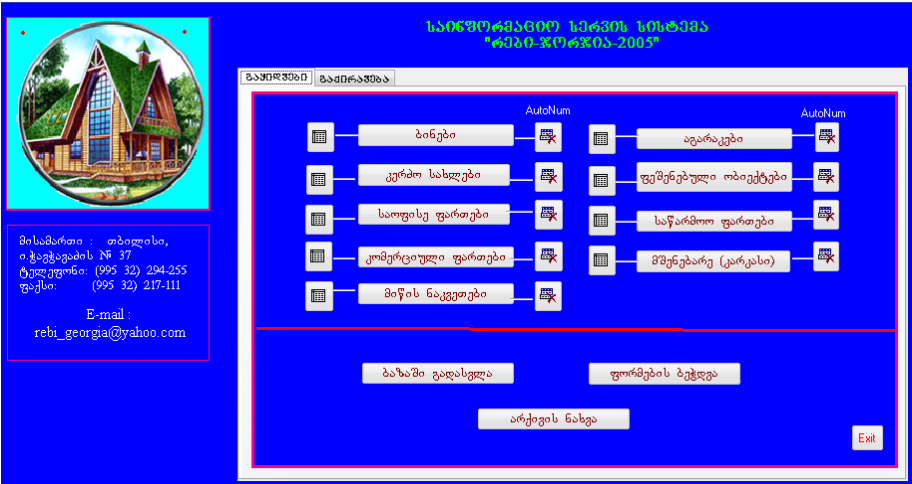 საინფორმაციო სერვის სისტემა
"რები-ჯორჯია-2005"
გაყიდვები
გაქირავება
AutoNum
AutoNum
ბინები
აგარაკები
კერძო სახლები
ფეშენებული ობიექტები
საოფისე ფართები
საწარმოო ფართები
კომერციული ფართები
მშენებარე (კარკასი)
მიწის ნაკვეთები
მისამართი : თბილისი,
ი.ჭავჭავაძის № 37
ტელეფონი: (995 32) 294-255
ფაქსი: (995 32) 217-111
E-mail :
rebi_georgia@yahoo.com
ბაზაში გადასვლა
ფორმების ბეჭდვა
არქივის ნახვა
Exit